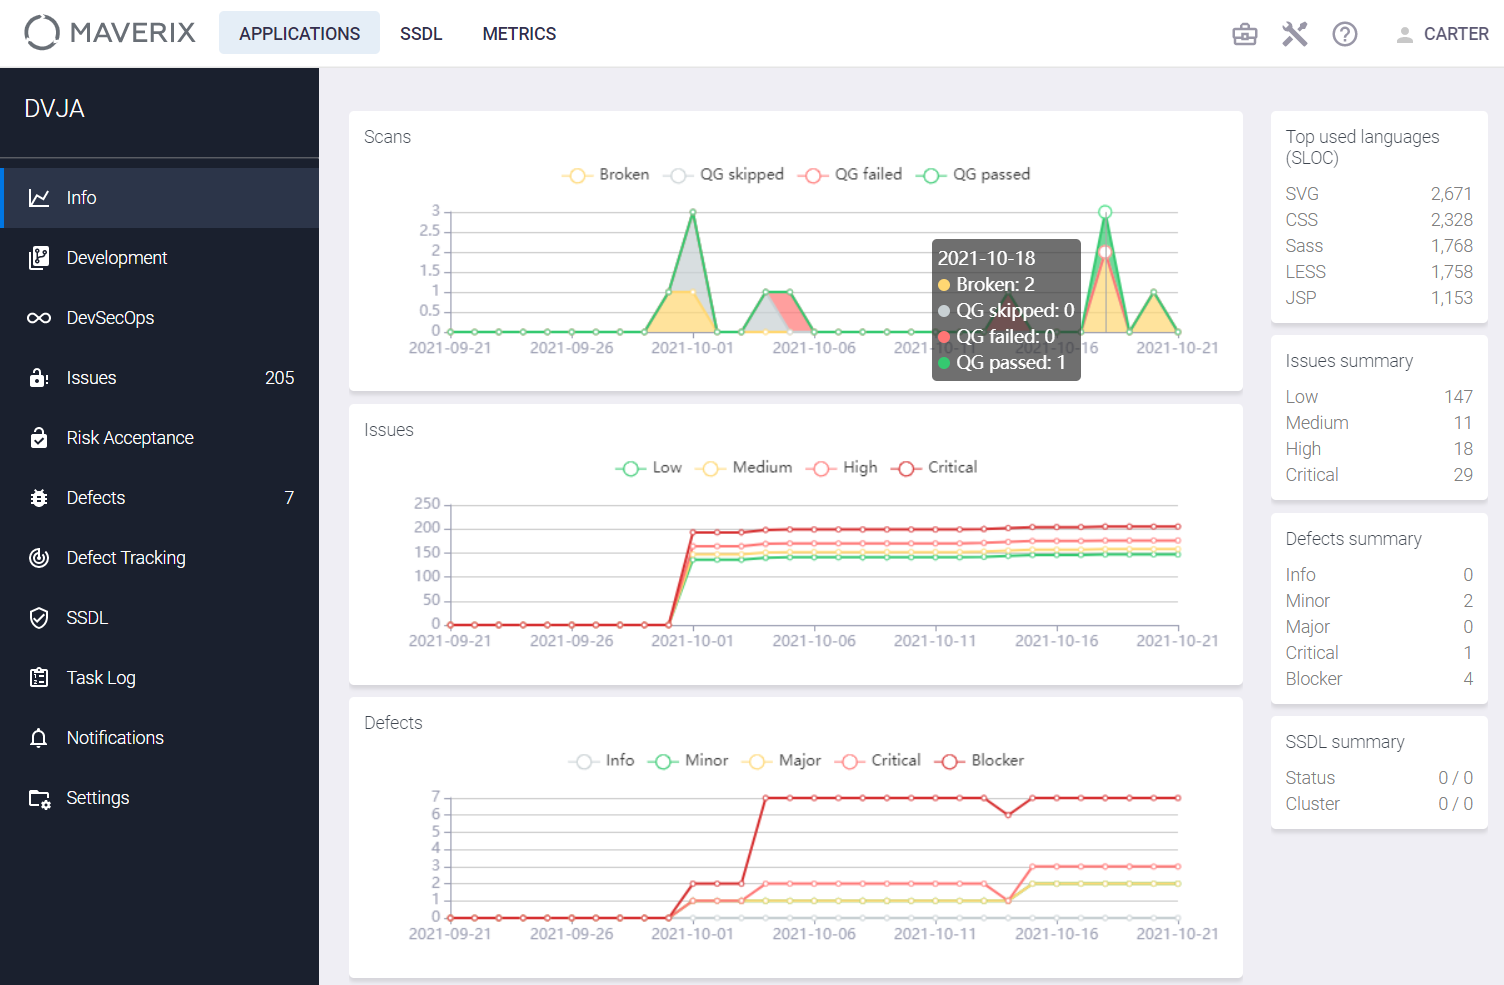 MAVERIX
APPLICATIONS
SSDL
METRICS
CARTER
DVJA
Info
Development
DevSecOps
Issues 205
Risk Acceptance
Defects 7
Defect Tracking
SSDL
Task Log
Notifications
Settings
Scans
Broken QG skipped QG failed QG passed
3
2.5
2
1.5
1
0.5
0
2021-09-21 2021-09-26 2021-10-01 2021-10-06 2021-10-11 2021-10-16 2021-10-21
2021-10-18
Broken: 2
QG skipped: 0
QG failed: 0
QG passed: 1
Issues
Low Medium High Critical
250
200
150
100
50
0
2021-09-21 2021-09-26 2021-10-01 2021-10-06 2021-10-11 2021-10-16 2021-10-21
Defects
Info Minor Major Critical Blocker
7
6
5
4
3
2
1
0
2021-09-21 2021-09-26 2021-10-01 2021-10-06 2021-10-11 2021-10-16 2021-10-21
Top used languages
(SLOC)
SVG 2,671
CSS 2,328
Sass 1,768
LESS 1,758
JSP 1,153
Issues summary
Low 147
Medium 11
High 18
Critical 29
Defects summary
Info 0
Minor 2
Major 0
Critical 1
Blocker 4
SSDL summary
Status 0 / 0
Cluster 0 / 0